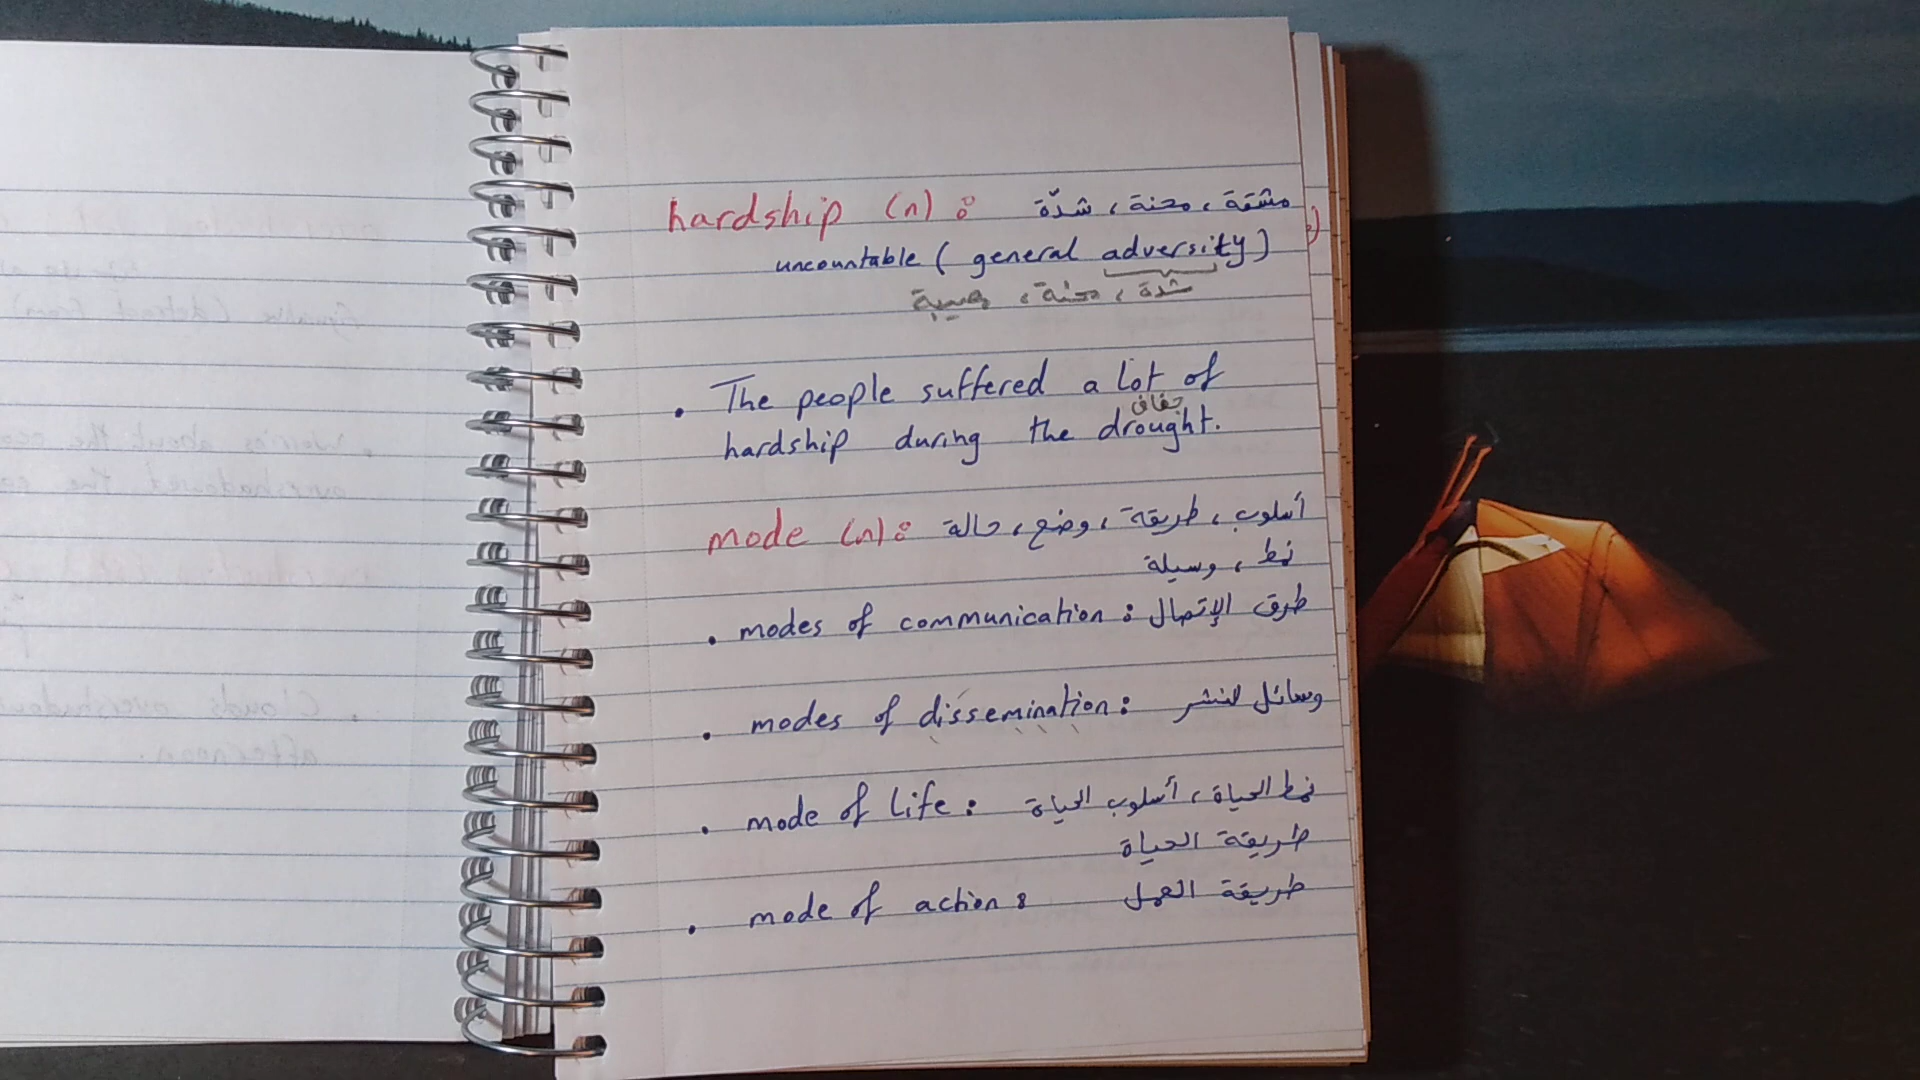 hardship (n) : مشقة ، محنة ، شدّة
uncountable ( general adversity )
شدة ، محنة ، مصيبة
. The people suffered a lot of
جفاف
hardship during the drought.
mode (n) : أسلوب ، طريقة ، وضع ، حالة
نمط ، وسيلة
. modes of communication : طرق الإتصال
. modes of dissemination : وسائل لنشر
. mode of life : نمط الحياة ، أسلوب الحياة
طريقة الحياة
. mode of action : طريقة العمل